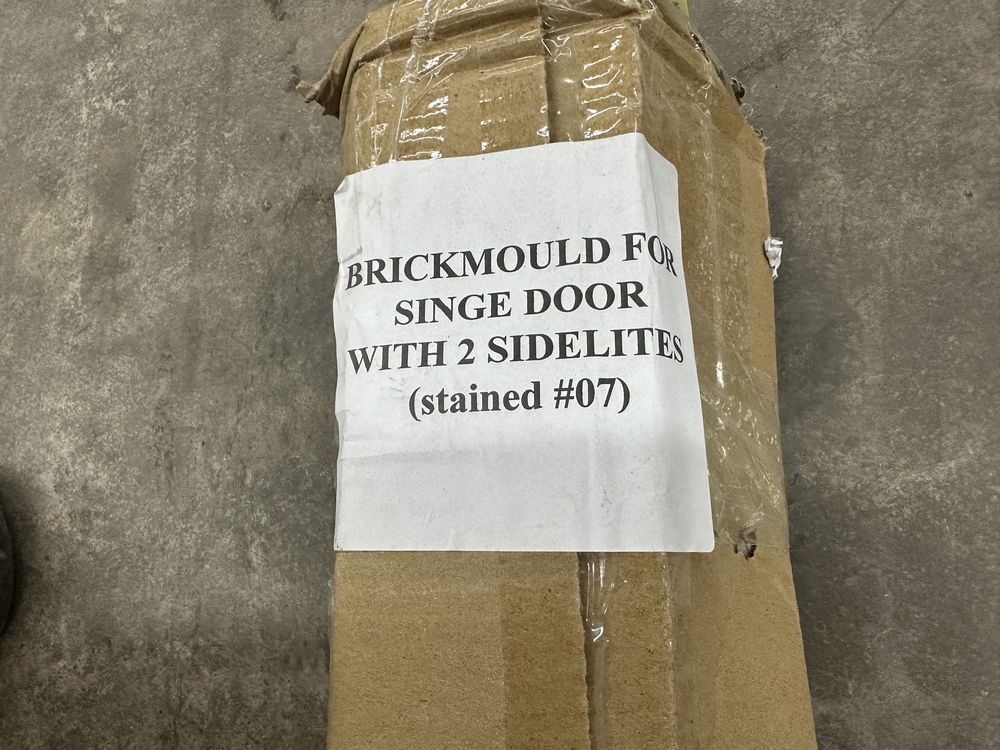 BRICKMOULD FOR
SINGE DOOR
WITH 2 SIDELITES
(stained #07)